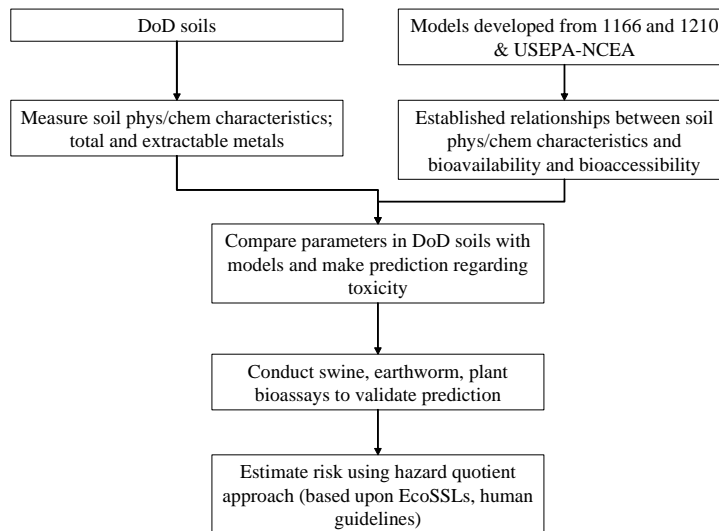 DoD soils
Models developed from 1166 and 1210
& USEPA-NCEA
Measure soil phys/chem characteristics;
total and extractable metals
Established relationships between soil
phys/chem characteristics and
bioavailability and bioaccessibility
Compare parameters in DoD soils with
models and make prediction regarding
toxicity
Conduct swine, earthworm, plant
bioassays to validate prediction
Estimate risk using hazard quotient
approach (based upon EcoSSLs, human
guidelines)